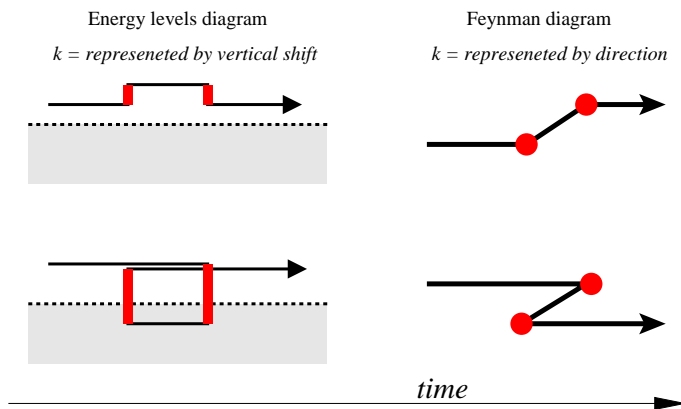 Energy levels diagram
Feynman diagram
k = represeneted by vertical shift
k = represeneted by direction
time